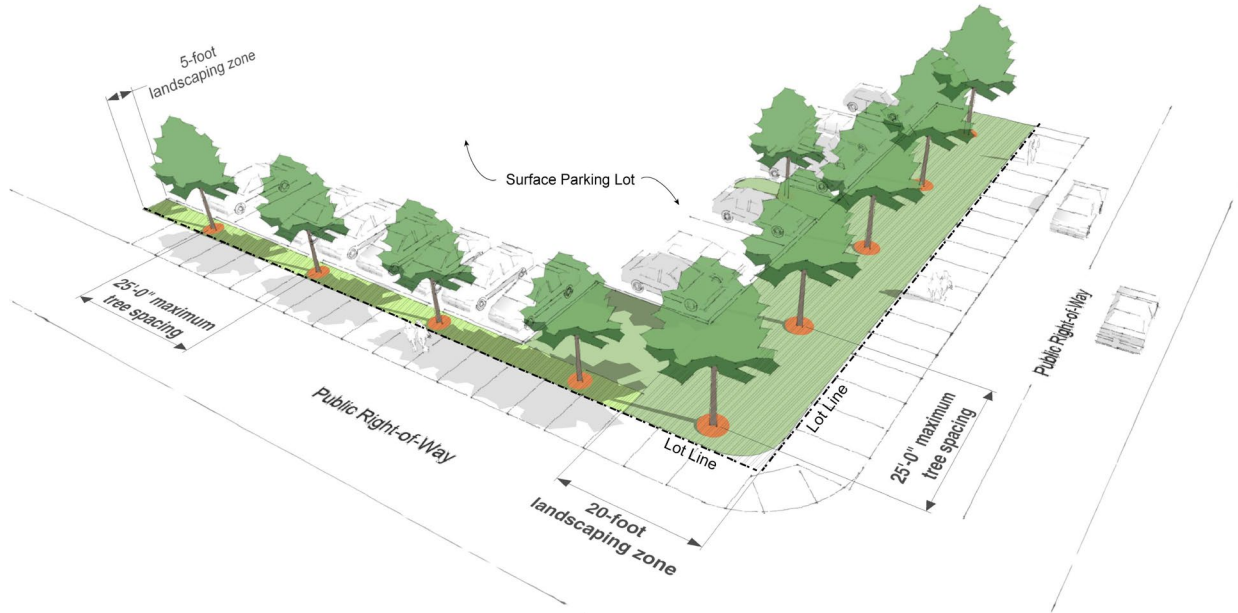 5-foot
landscaping zone
Surface Parking Lot
25'-0" maximum
tree spacing
Public Right-of-Way
Public Right-of-Way
Lot Line
Lot Line
25'-0" maximum
tree spacing
20-foot
landscaping zone